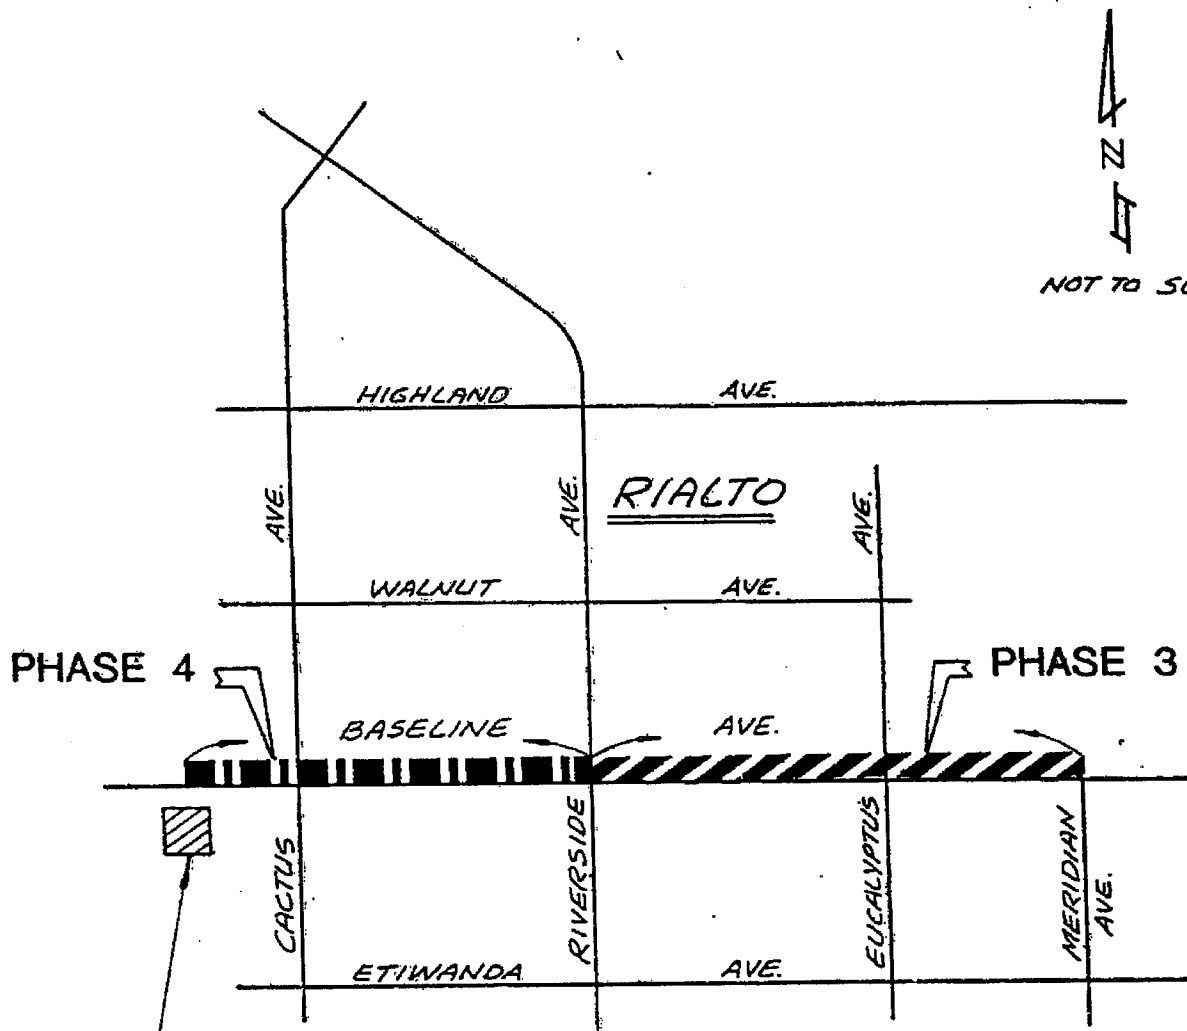 N
NOT TO
HIGHLAND AVE.
AVE.
AVE.
RIALTO
AVE.
WALNUT AVE.
PHASE 4
PHASE 3
BASELINE AVE.
CACTUS
RIVERSIDE
EUCALYPTUS
MERIDIAN
AVE.
ETIWANDA AVE.